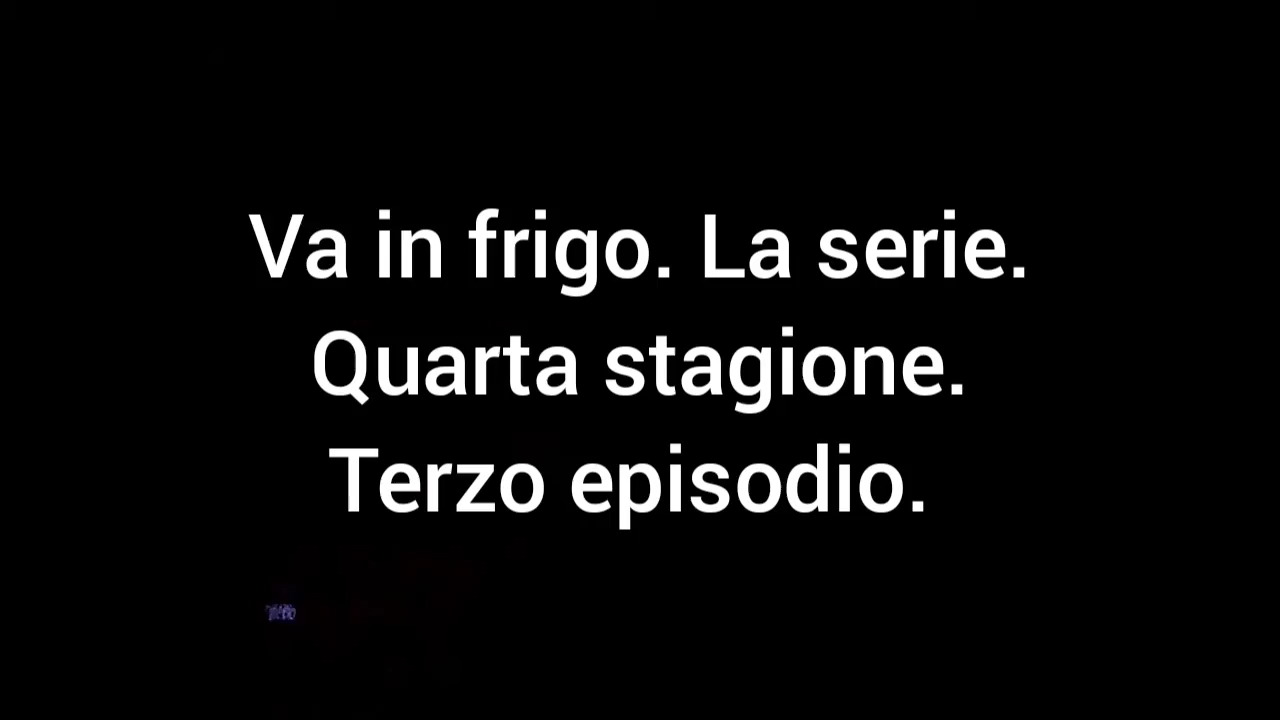 Va in frigo. La serie.
Quarta stagione.
Terzo episodio.